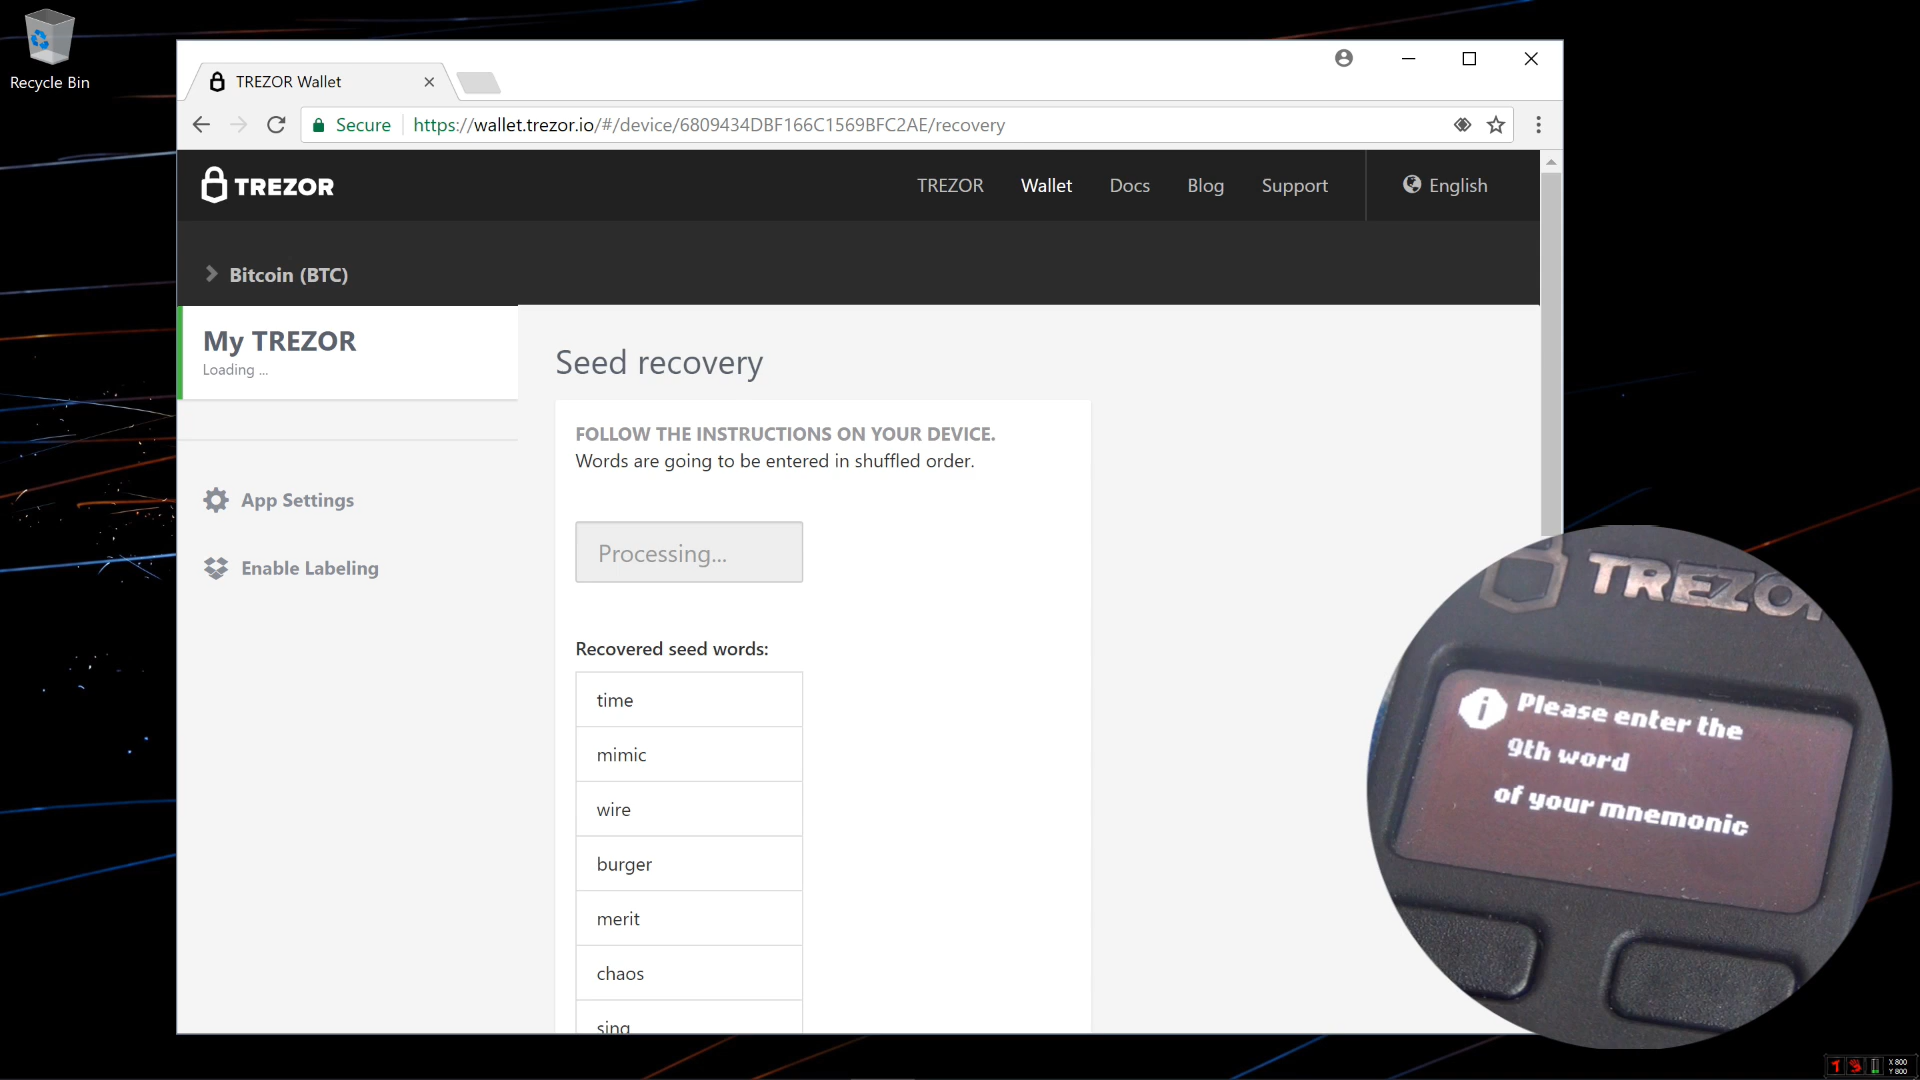 Recycle Bin
TREZOR Wallet
Secure https://wallet.trezor.io/#/device/6809434DBF166C1569BFC2AE/recovery
TREZOR
TREZOR Wallet Docs Blog Support English
Bitcoin (BTC)
My TREZOR
Loading ...
App Settings
Enable Labeling
Seed recovery
FOLLOW THE INSTRUCTIONS ON YOUR DEVICE.
Words are going to be entered in shuffled order.
Processing...
Recovered seed words:
time
mimic
wire
burger
merit
chaos
sing
TREZOR
Please enter the
9th word
of your mnemonic
X 800
Y 800